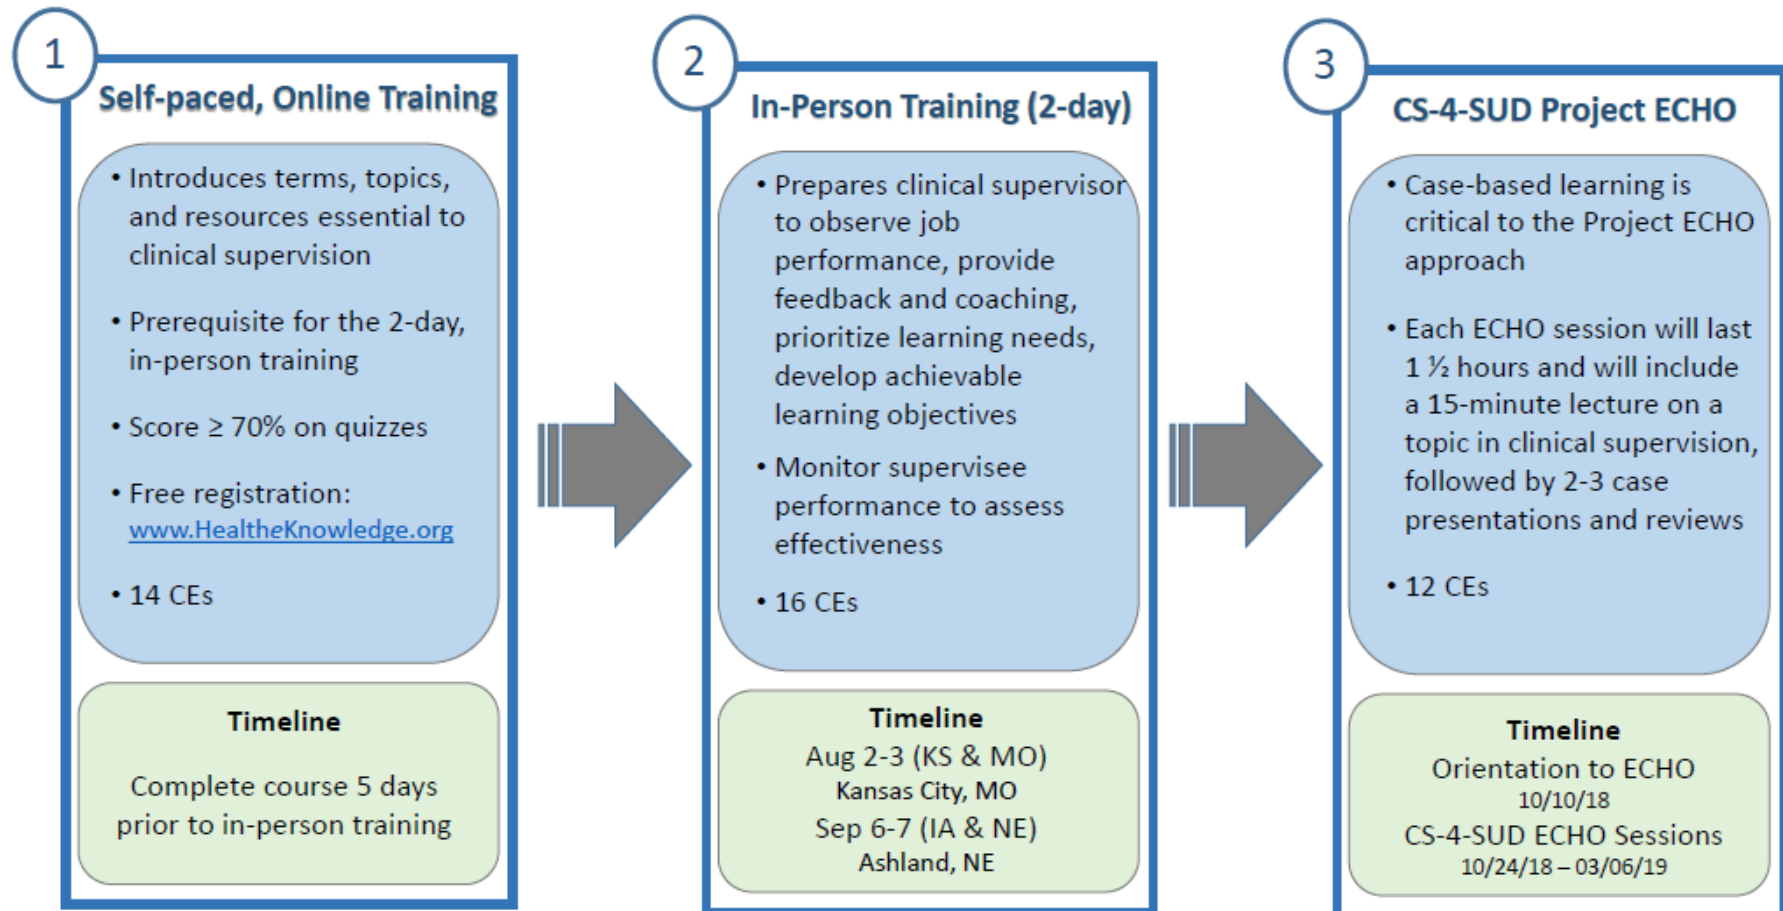 1
Self-paced, Online Training
• Introduces terms, topics,
and resources essential to
clinical supervision
• Prerequisite for the 2-day,
in-person training
• Score ≥ 70% on quizzes
• Free registration:
www.HealtheKnowledge.org
• 14 CEs
Timeline
Complete course 5 days
prior to in-person training
2
In-Person Training (2-day)
• Prepares clinical supervisor
to observe job
performance, provide
feedback and coaching,
prioritize learning needs,
develop achievable
learning objectives
• Monitor supervisee
performance to assess
effectiveness
• 16 CEs
Timeline
Aug 2-3 (KS & MO)
Kansas City, MO
Sep 6-7 (IA & NE)
Ashland, NE
3
CS-4-SUD Project ECHO
• Case-based learning is
critical to the Project ECHO
approach
• Each ECHO session will last
1 ½ hours and will include
a 15-minute lecture on a
topic in clinical supervision,
followed by 2-3 case
presentations and reviews
• 12 CEs
Timeline
Orientation to ECHO
10/10/18
CS-4-SUD ECHO Sessions
10/24/18 – 03/06/19